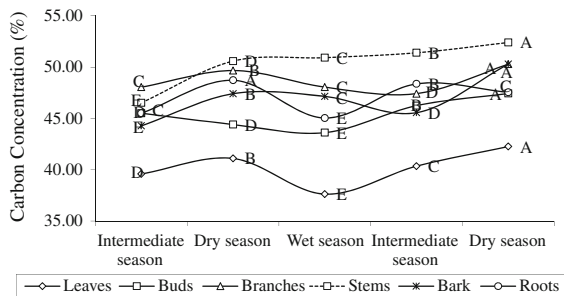 55.00
50.00
45.00
40.00
35.00
Carbon Concentration (%)
C D B D C B A
E A C D A A
D C B E B C
E D E B D A
D B E C A
Intermediate season Dry season Wet season Intermediate season Dry season
Leaves Buds Branches Stems Bark Roots